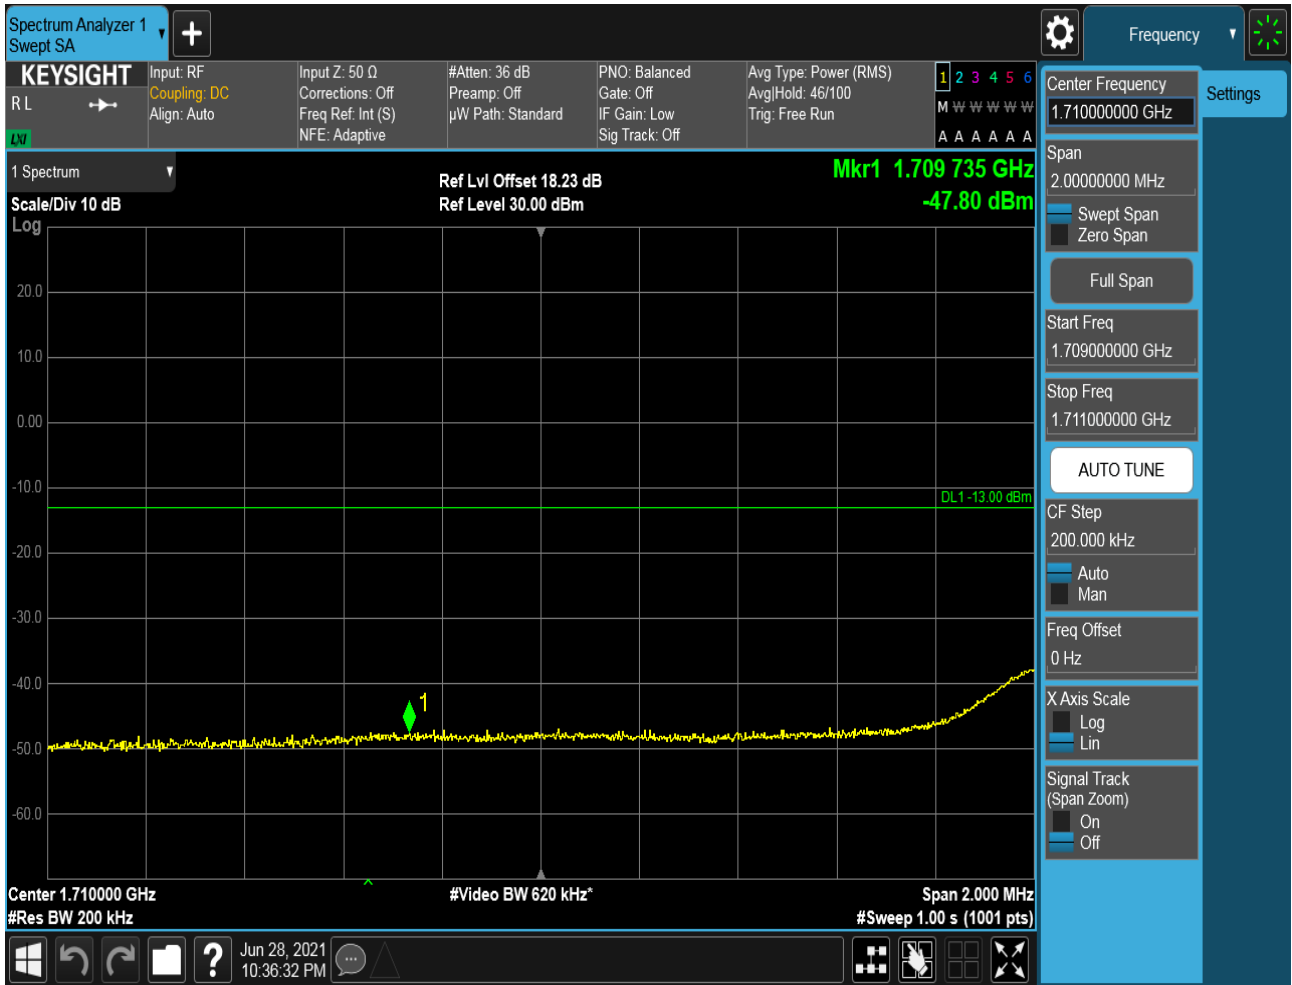 Spectrum Analyzer 1
Swept SA
Frequency
KEYSIGHT
R L
LXI
Input: RF
Coupling: DC
Align: Auto
Input Z: 50 Ω
Corrections: Off
Freq Ref: Int (S)
NFE: Adaptive
#Atten: 36 dB
Preamp: Off
µW Path: Standard
PNO: Balanced
Gate: Off
IF Gain: Low
Sig Track: Off
Avg Type: Power (RMS)
Avg|Hold: 46/100
Trig: Free Run
1 2 3 4 5 6
M W W W W W
A A A A A A
1 Spectrum
Scale/Div 10 dB
Log
Ref Lvl Offset 18.23 dB
Ref Level 30.00 dBm
Mkr1 1.709 735 GHz
-47.80 dBm
20.0
10.0
0.00
-10.0
DL1 -13.00 dBm
-20.0
-30.0
-40.0
1
-50.0
-60.0
Center 1.710000 GHz
#Video BW 620 kHz*
Span 2.000 MHz
#Res BW 200 kHz
#Sweep 1.00 s (1001 pts)
?
Jun 28, 2021
10:36:32 PM
Center Frequency
1.710000000 GHz
Settings
Span
2.00000000 MHz
Swept Span
Zero Span
Full Span
Start Freq
1.709000000 GHz
Stop Freq
1.711000000 GHz
AUTO TUNE
CF Step
200.000 kHz
Auto
Man
Freq Offset
0 Hz
X Axis Scale
Log
Lin
Signal Track
(Span Zoom)
On
Off